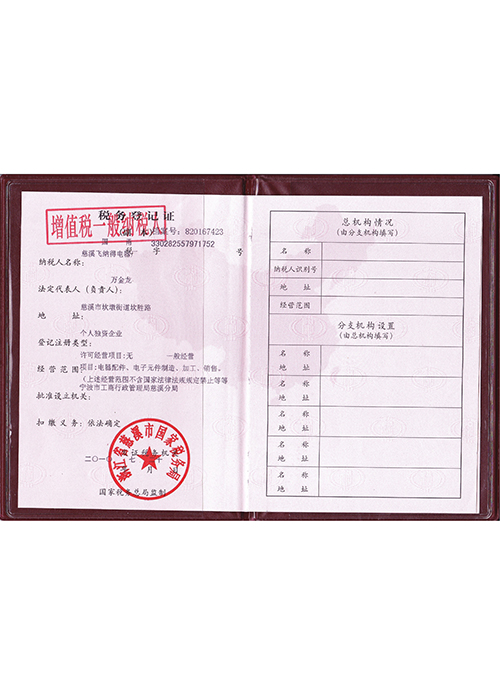 税务登记证
增值税一般纳税人
号: 820167423
国
330282557971752
字 号
慈溪飞纳得电器厂
纳税人名称:
万金龙
法定代表人(负责人):
慈溪市坎墩街道坎胜路
地 址:
个人独资企业
登记注册类型:
许可经营项目:无 一般经营
经营范围 项目:电器配件、电子元件制造、加工、销售。
(上述经营范围不含国家法律法规规定禁止等等
宁波市工商行政管理局慈溪分局
批准设立机关:
扣缴义务:依法确定
浙江省慈溪市国家税务局
二〇一〇 七
月
国家税务总局监制
总机构情况
(由分支机构填写)
名 称
纳税人识别号
地 址
经营范围
分支机构设置
(由总机构填写)
名 称
地 址
名 称
地 址
名 称
地 址
名 称
地 址
名 称
地 址